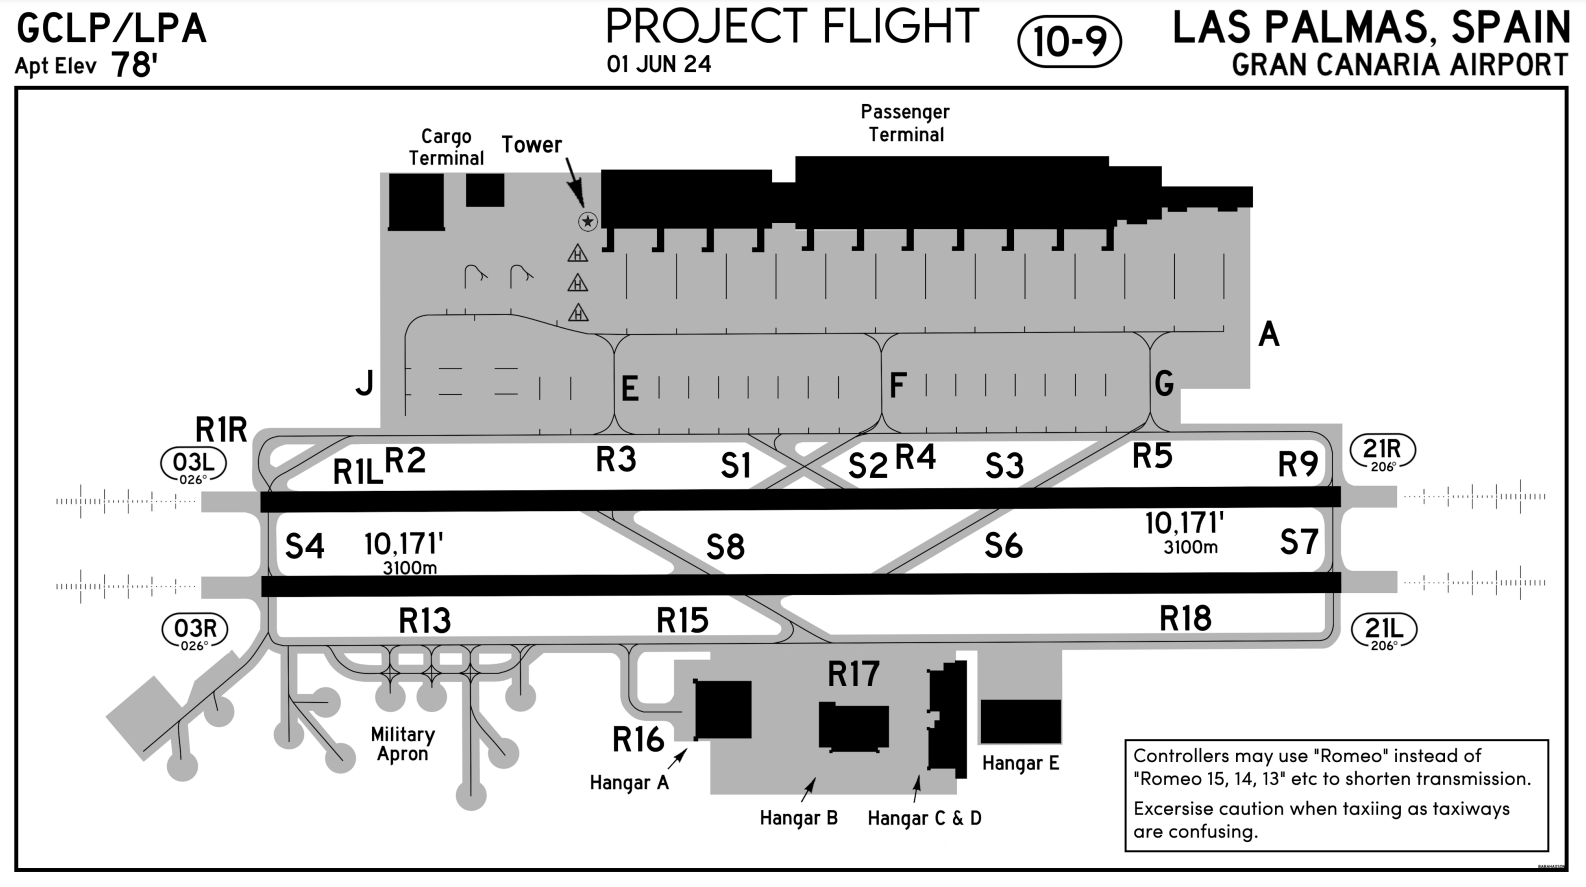 GCLP/LPA
Apt Elev 78'
PROJECT FLIGHT
01 JUN 24
10-9
LAS PALMAS, SPAIN
GRAN CANARIA AIRPORT
Passenger
Terminal
Cargo
Terminal
Tower
H
H
H
A
J
E
F
G
R1R
03L
026°
R1L
R2
R3
S1
S2
R4
S3
R5
R9
21R
206°
S4
10,171'
3100m
S8
S6
10,171'
3100m
S7
03R
026°
R13
R15
R18
21L
206°
R17
Military
Apron
R16
Hangar A
Hangar B
Hangar C & D
Hangar E
Controllers may use "Romeo" instead of
"Romeo 15, 14, 13" etc to shorten transmission.
Excersise caution when taxiing as taxiways
are confusing.